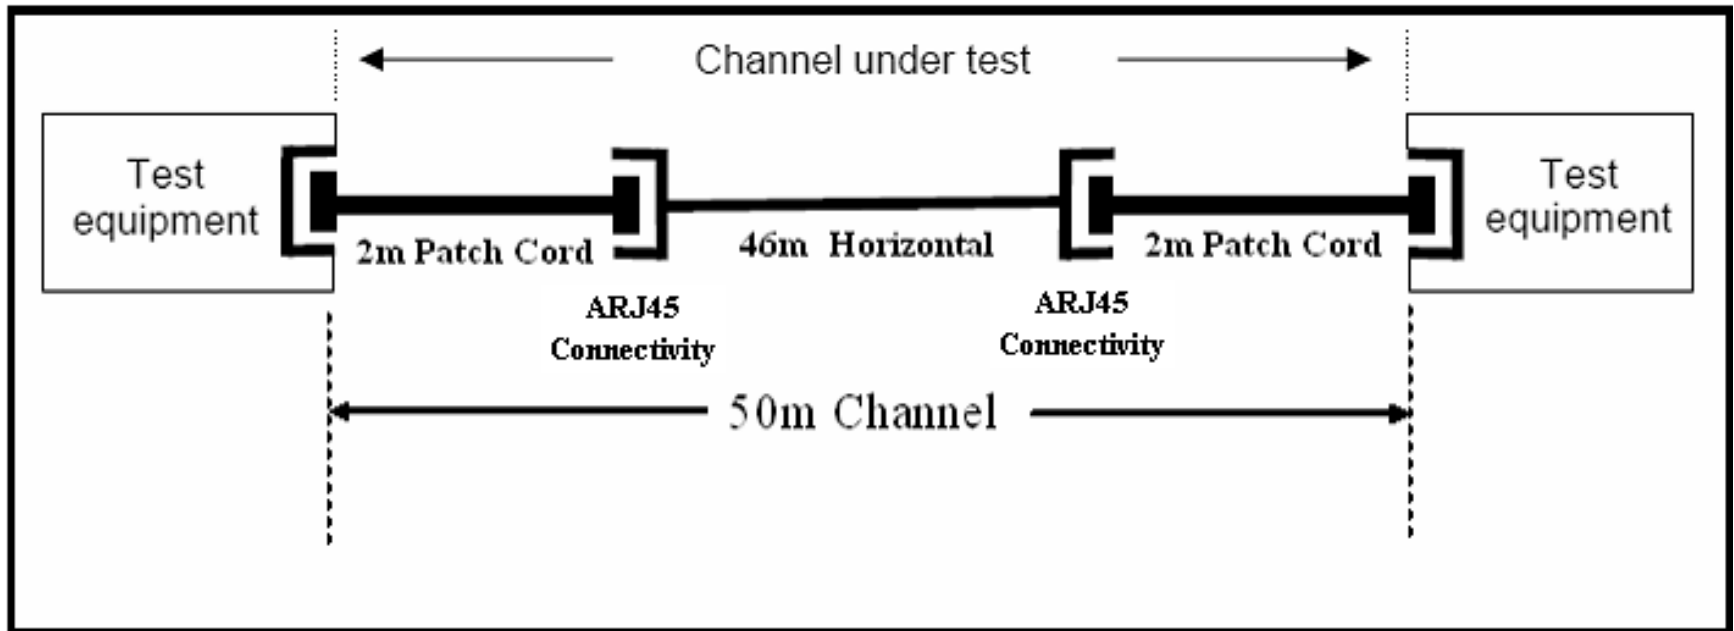 Channel under test
Test
equipment
2m Patch Cord
46m Horizontal
2m Patch Cord
Test
equipment
ARJ45
Connectivity
ARJ45
Connectivity
50m Channel